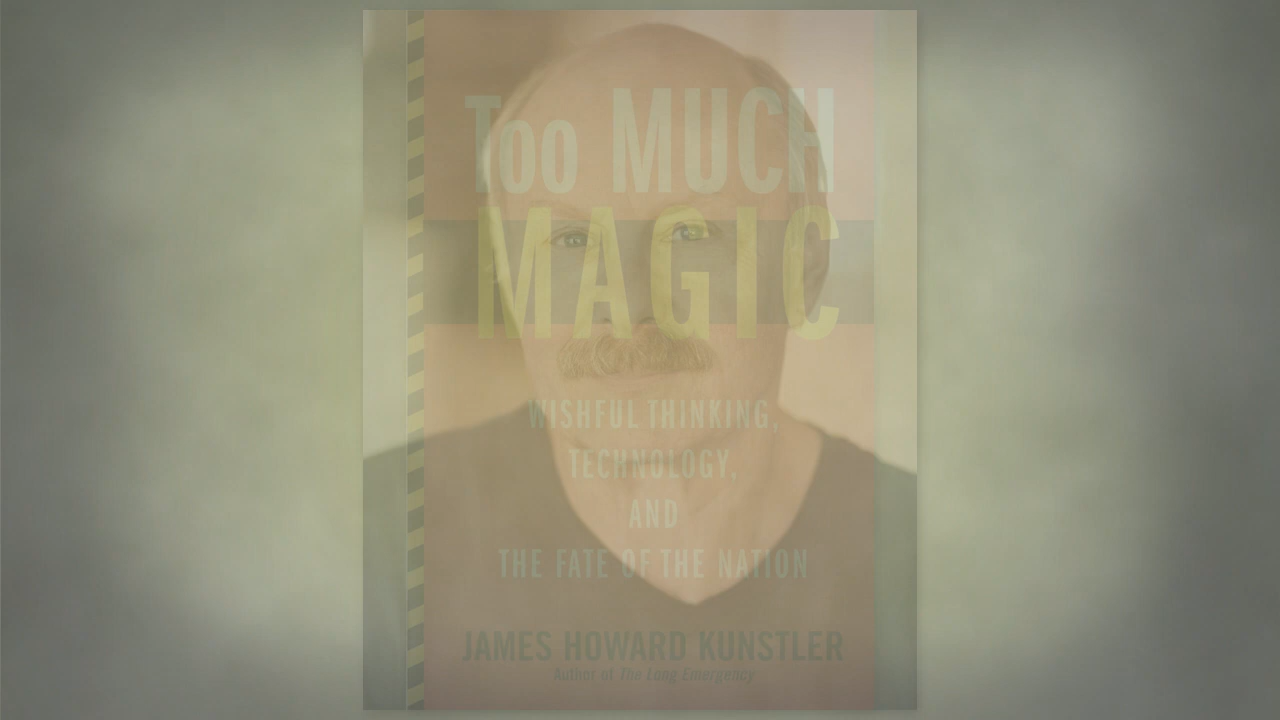 Too MUCH
MAGIC
WISHFUL THINKING,
TECHNOLOGY,
AND
THE FATE OF THE NATION
JAMES HOWARD KUNSTLER
Author of The Long Emergency